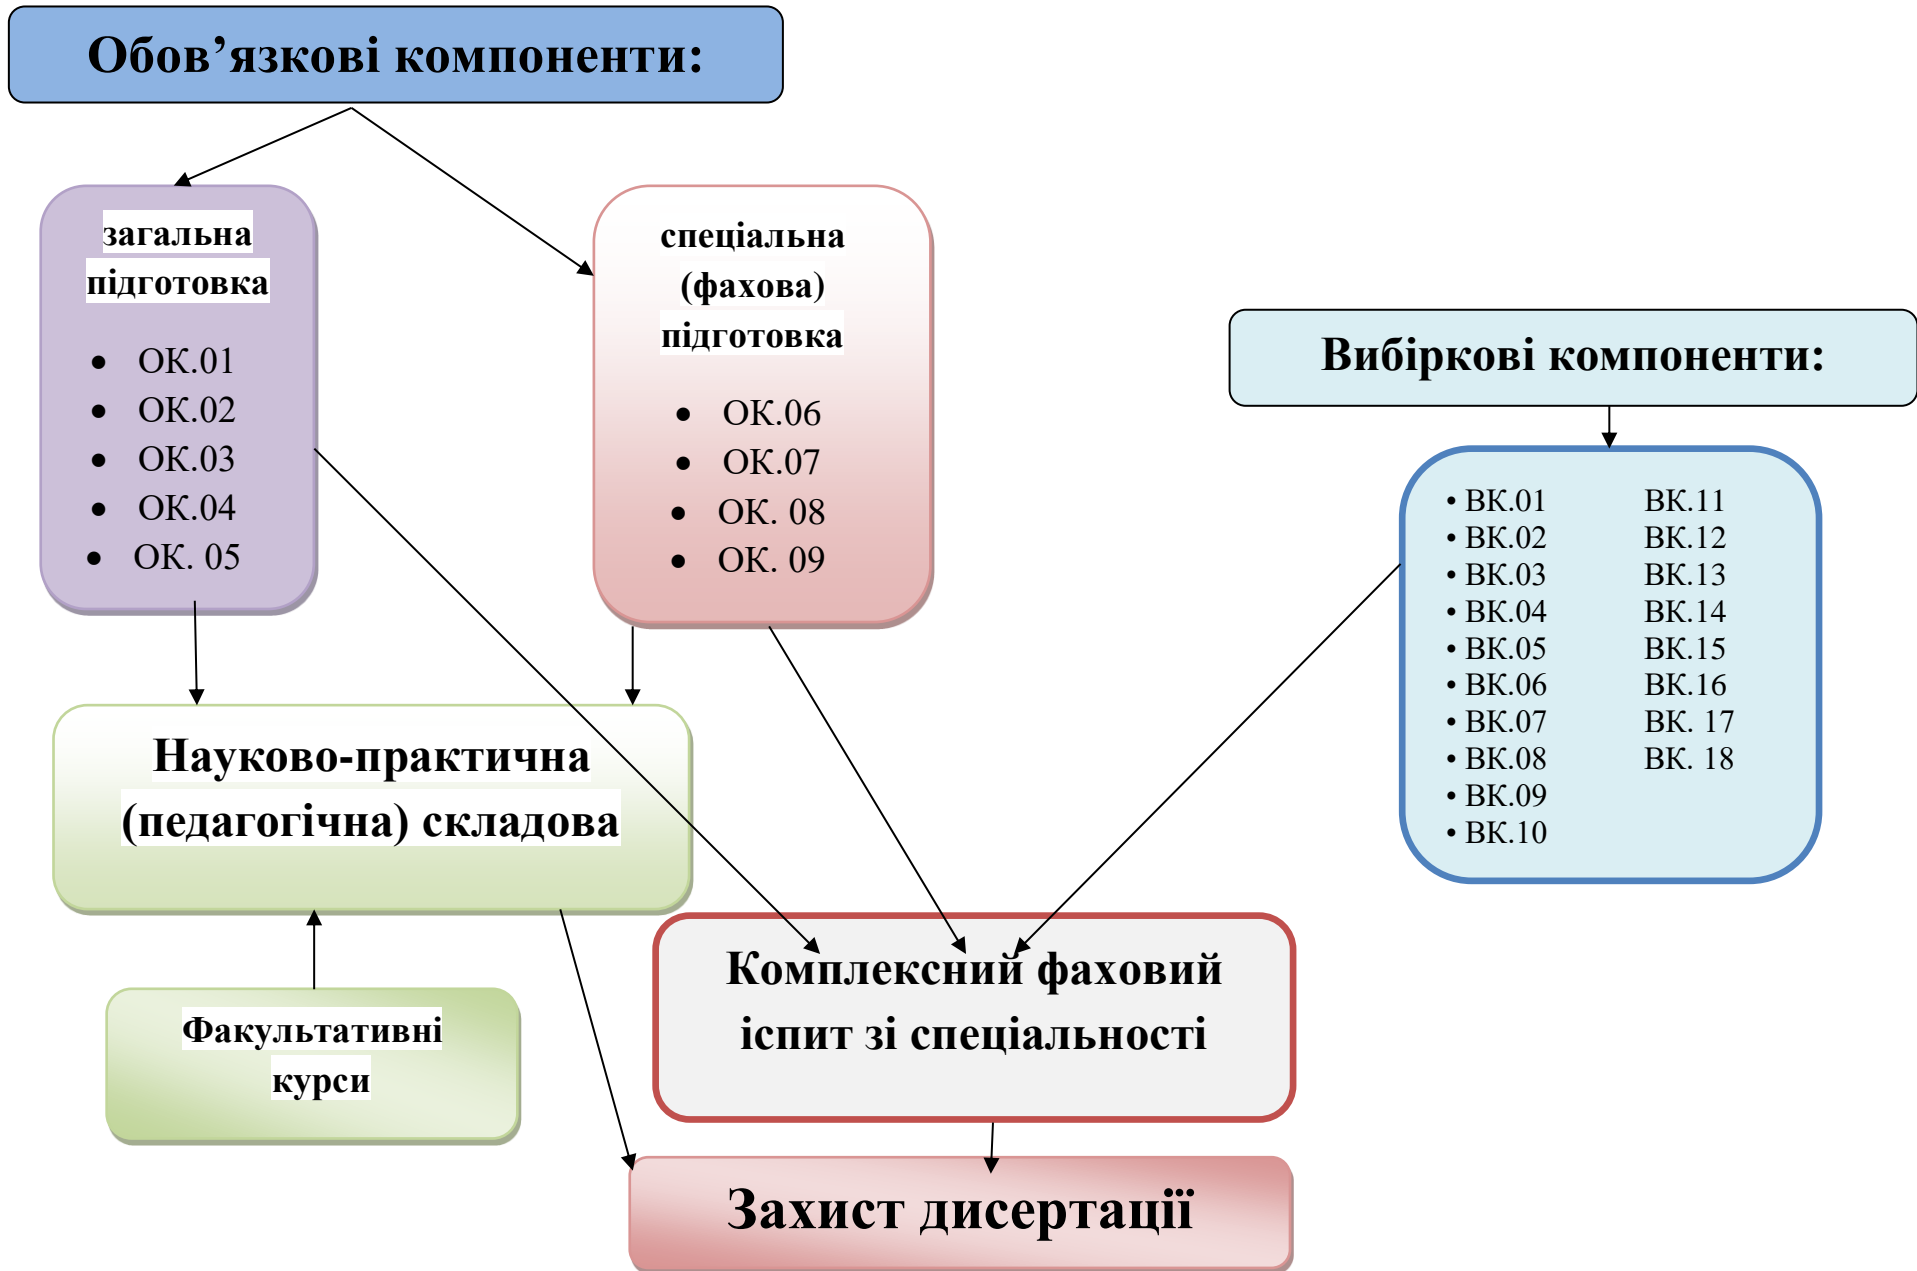 Обов’язкові компоненти:
загальна
підготовка
• ОК.01
• ОК.02
• ОК.03
• ОК.04
• ОК. 05
спеціальна
(фахова)
підготовка
• ОК.06
• ОК.07
• ОК. 08
• ОК. 09
Вибіркові компоненти:
• ВК.01 ВК.11
• ВК.02 ВК.12
• ВК.03 ВК.13
• ВК.04 ВК.14
• ВК.05 ВК.15
• ВК.06 ВК.16
• ВК.07 ВК. 17
• ВК.08 ВК. 18
• ВК.09
• ВК.10
Науково-практична
(педагогічна) складова
Факультативні
курси
Комплексний фаховий
іспит зі спеціальності
Захист дисертації